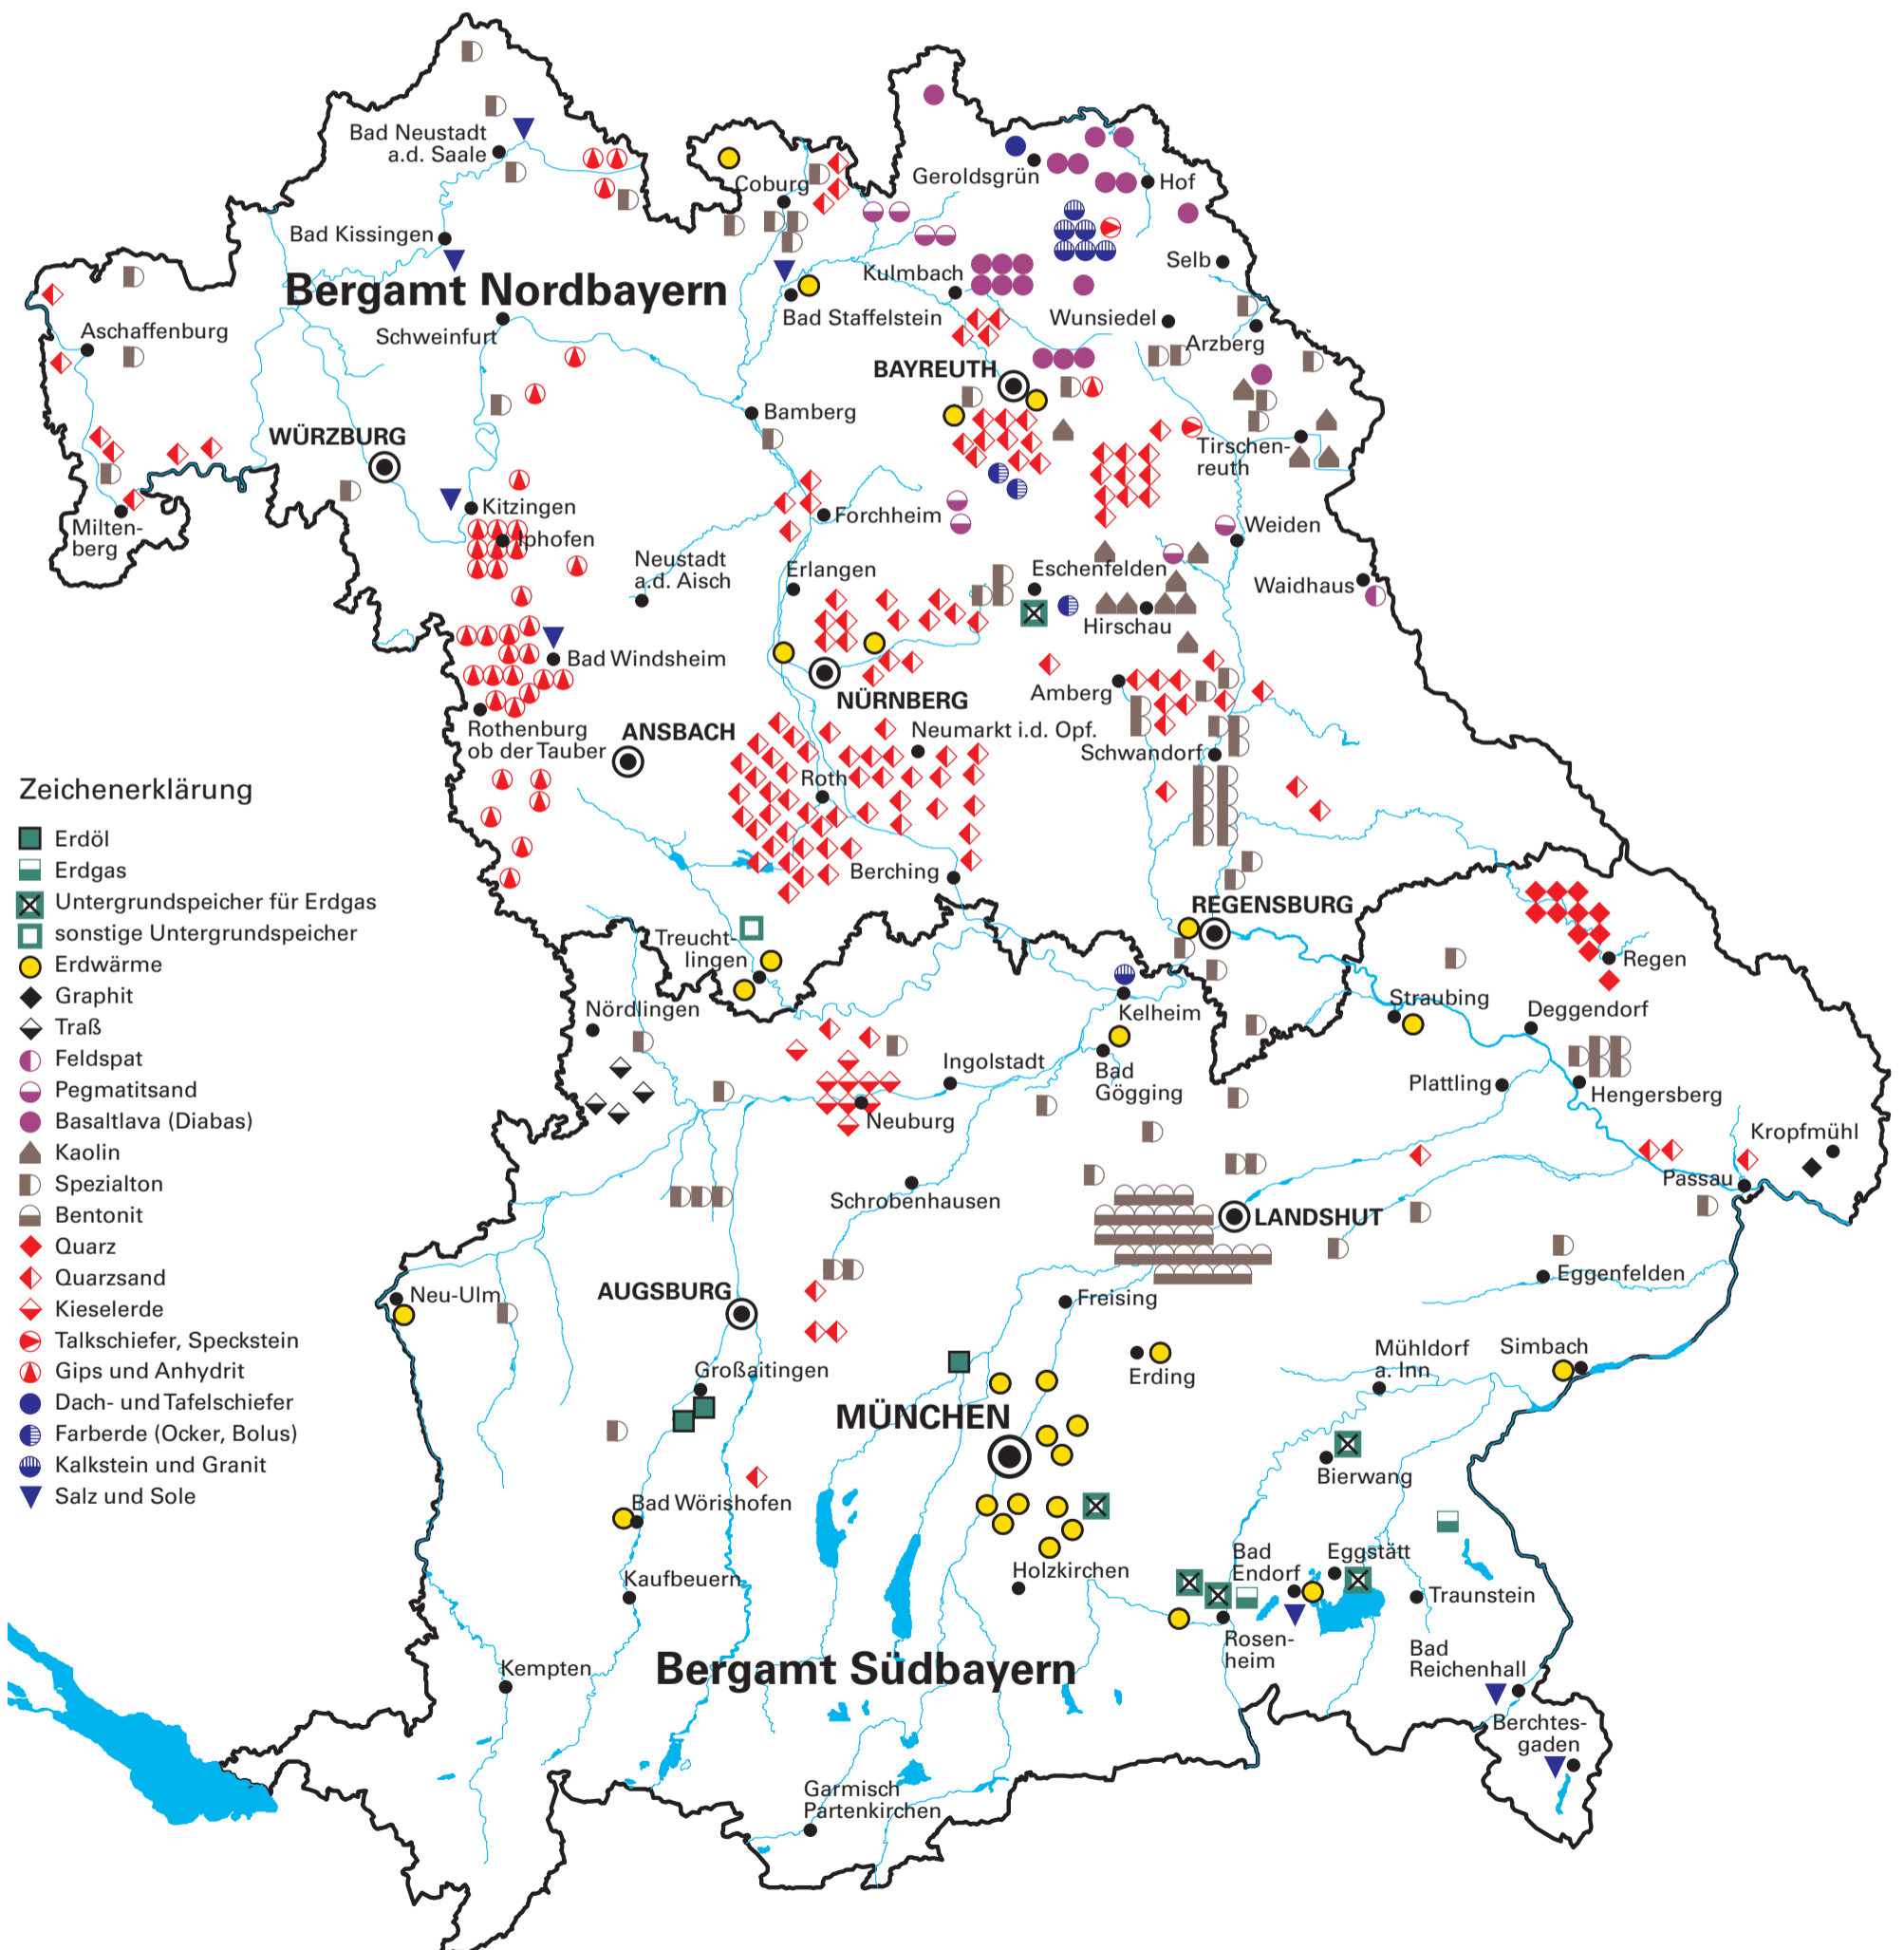 Bad Neustadt
a.d. Saale
Coburg
Geroldsgrün
Hof
Bad Kissingen
Selb
Kulmbach
Bergamt Nordbayern
Bad Staffelstein
Wunsiedel
Aschaffenburg
Schweinfurt
Arzberg
BAYREUTH
Bamberg
WÜRZBURG
Tirschen-
reuth
Kitzingen
Forchheim
Weiden
Milten-
berg
Iphofen
Neustadt
a.d. Aisch
Erlangen
Eschenfelden
Waidhaus
Hirschau
Bad Windsheim
Amberg
NÜRNBERG
Rothenburg
ob der Tauber
ANSBACH
Neumarkt i.d. Opf.
Schwandorf
Roth
Berching
REGENSBURG
Treucht-
lingen
Regen
Nördlingen
Kelheim
Straubing
Deggendorf
Ingolstadt
Bad
Gögging
Plattling
Hengersberg
Neuburg
Kropfmühl
Passau
Schrobenhausen
LANDSHUT
Eggenfelden
Neu-Ulm
AUGSBURG
Freising
Mühldorf
a. Inn
Simbach
Großaitingen
Erding
MÜNCHEN
Bierwang
Bad Wörishofen
Holzkirchen
Bad
Endorf
Eggstätt
Kaufbeuern
Traunstein
Rosen-
heim
Bad
Reichenhall
Kempten
Bergamt Südbayern
Berchtes-
gaden
Garmisch
Partenkirchen
Zeichenerklärung
Erdöl
Erdgas
Untergrundspeicher für Erdgas
sonstige Untergrundspeicher
Erdwärme
Graphit
Traß
Feldspat
Pegmatitsand
Basaltlava (Diabas)
Kaolin
Spezialton
Bentonit
Quarz
Quarzsand
Kieselerde
Talkschiefer, Speckstein
Gips und Anhydrit
Dach- und Tafelschiefer
Farberde (Ocker, Bolus)
Kalkstein und Granit
Salz und Sole